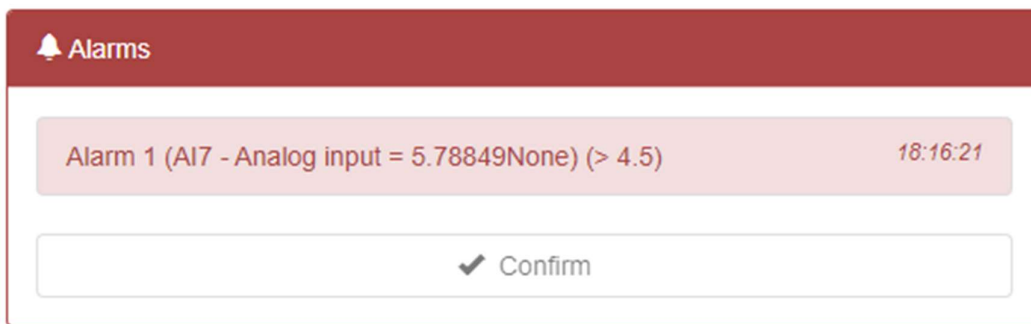 Alarms
Alarm 1 (AI7 - Analog input = 5.78849None) (> 4.5) 18:16:21
Confirm